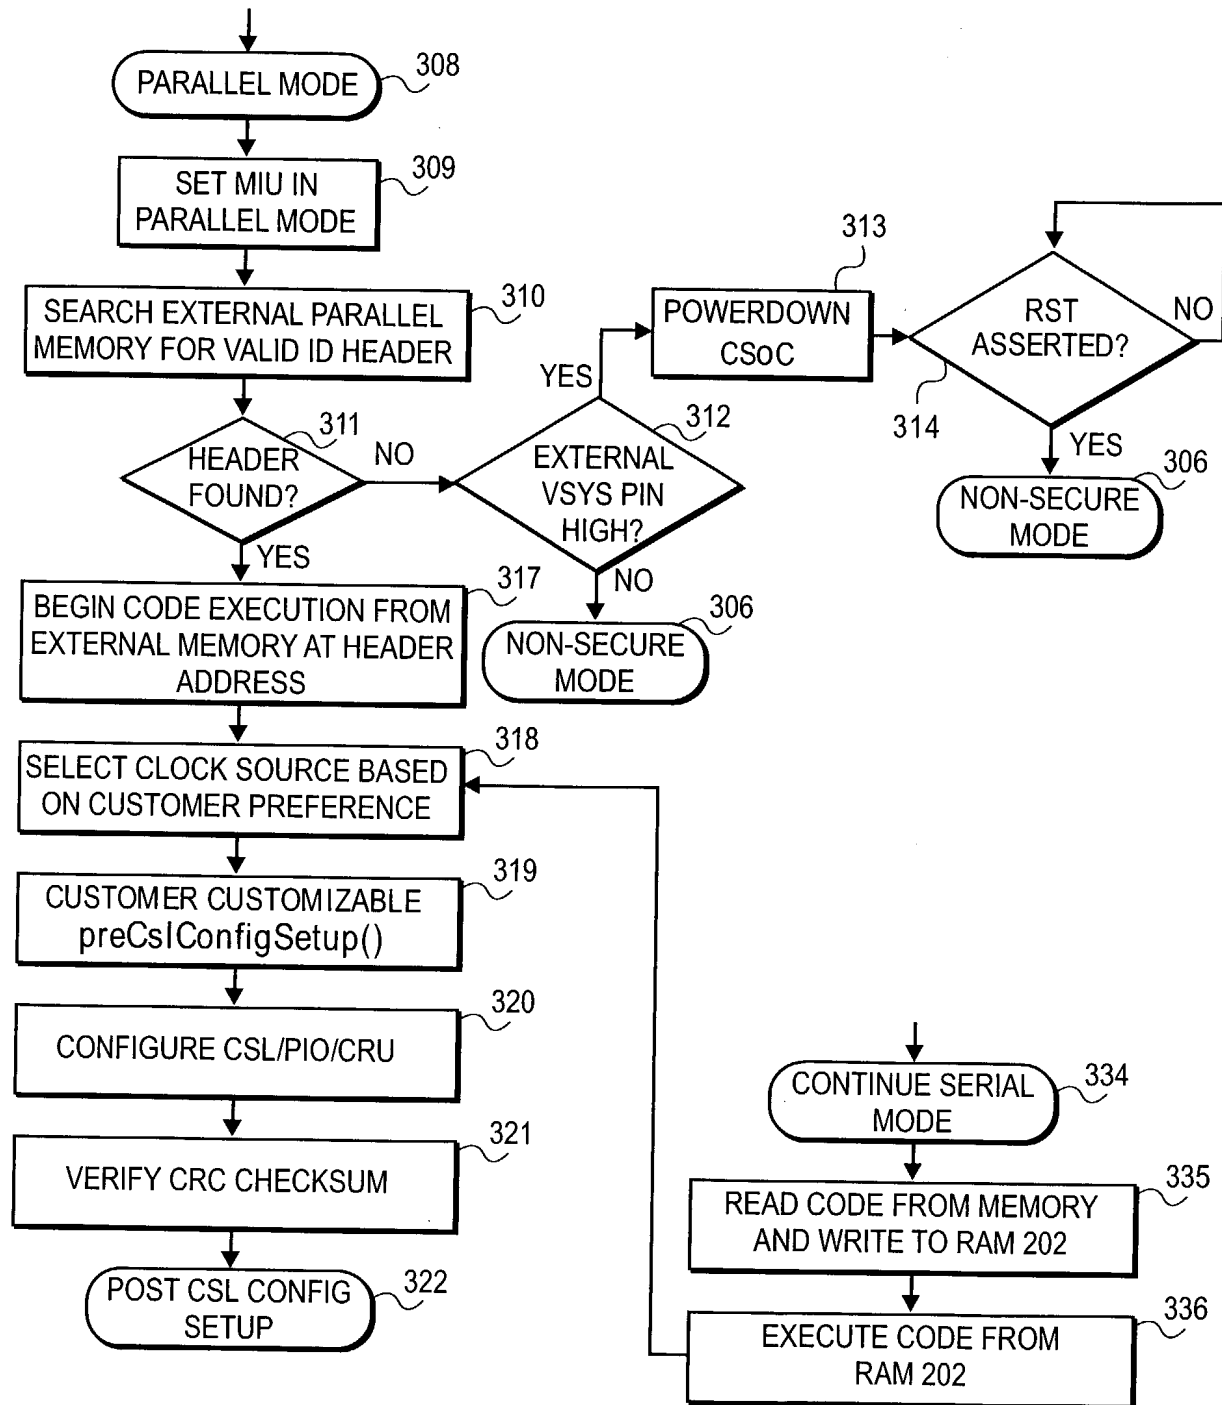 PARALLEL MODE
308
SET MIU IN
PARALLEL MODE
309
SEARCH EXTERNAL PARALLEL
MEMORY FOR VALID ID HEADER
310
HEADER
FOUND?
311
NO
YES
EXTERNAL
VSYS PIN
HIGH?
312
YES
NO
POWERDOWN
CSoC
313
RST
ASSERTED?
314
NO
YES
NON-SECURE
MODE
306
NON-SECURE
MODE
306
BEGIN CODE EXECUTION FROM
EXTERNAL MEMORY AT HEADER
ADDRESS
317
SELECT CLOCK SOURCE BASED
ON CUSTOMER PREFERENCE
318
CUSTOMER CUSTOMIZABLE
preCslConfigSetup()
319
CONFIGURE CSL/PIO/CRU
320
VERIFY CRC CHECKSUM
321
POST CSL CONFIG
SETUP
322
CONTINUE SERIAL
MODE
334
READ CODE FROM MEMORY
AND WRITE TO RAM 202
335
EXECUTE CODE FROM
RAM 202
336